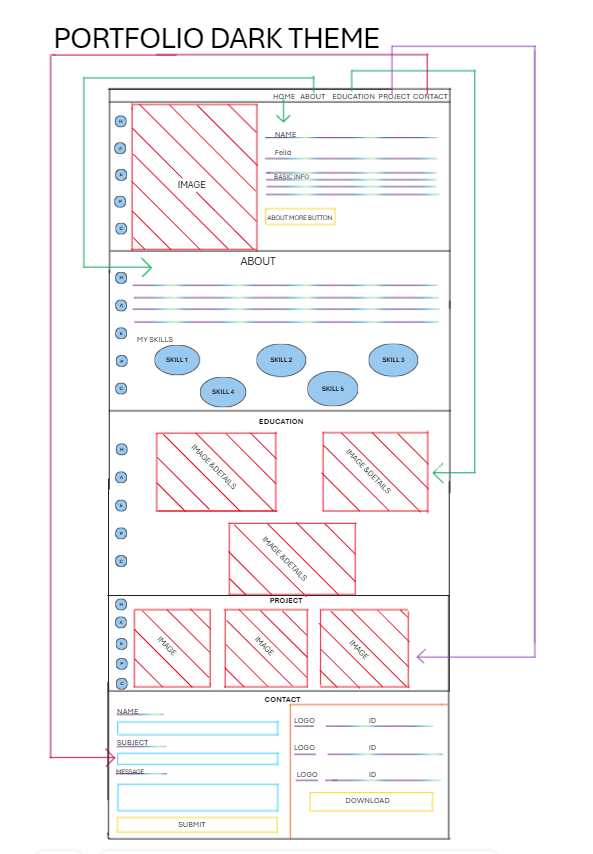 PORTFOLIO DARK THEME
HOME ABOUT EDUCATION PROJECT CONTACT
H
A
E
P
C
IMAGE
NAME
Feild
BASIC INFO
ABOUT MORE BUTTON
ABOUT
H
A
E
P
C
MY SKILLS
SKILL 1
SKILL 2
SKILL 3
SKILL 4
SKILL 5
EDUCATION
H
A
E
P
C
IMAGE &DETAILS
IMAGE &DETAILS
IMAGE &DETAILS
PROJECT
H
A
E
P
C
IMAGE
IMAGE
IMAGE
CONTACT
NAME
SUBJECT
MESSAGE
SUBMIT
LOGO ID
LOGO ID
LOGO ID
DOWNLOAD